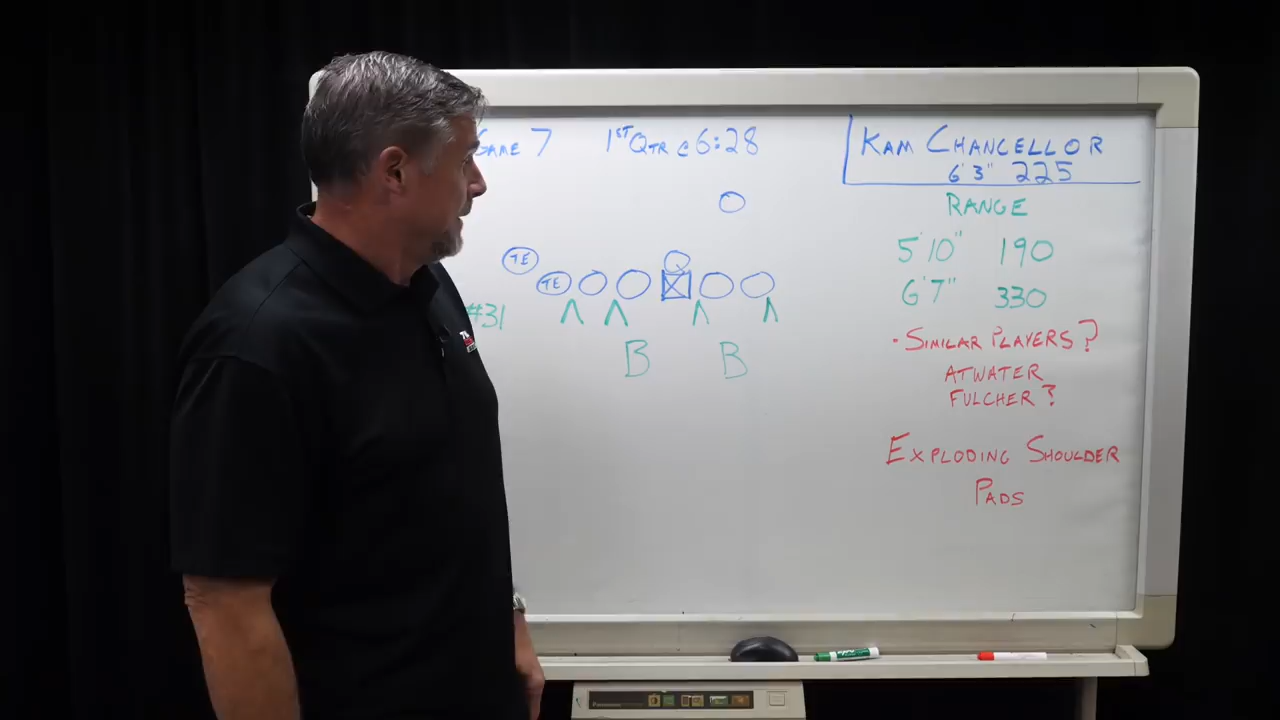 Game 7 1ST QTR @ 6:28
Kam Chancellor
6' 3" 225
Range
5' 10" 190
6' 7" 330
• Similar Players?
Atwater
Fulcher?
Exploding Shoulder
Pads
TE
Q
TE
#31
B B